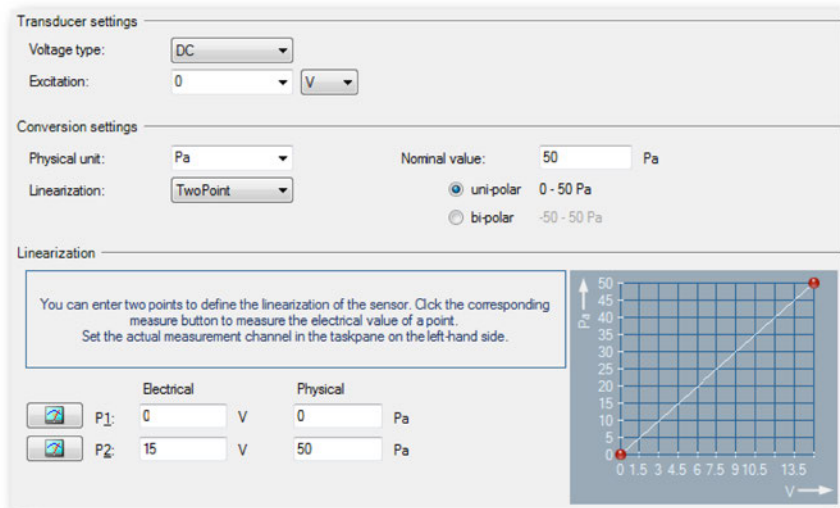 Transducer settings
Voltage type: DC
Excitation: 0 V
Conversion settings
Physical unit: Pa Nominal value: 50 Pa
Linearization: TwoPoint uni-polar 0 - 50 Pa
bi-polar -50 - 50 Pa
Linearization
You can enter two points to define the linearization of the sensor. Clck the corresponding
measure button to measure the electrical value of a point.
Set the actual measurement channel in the taskpane on the left-hand side.
Electrical Physical
P1: 0 V 0 Pa
P2: 15 V 50 Pa
Pa
50
45
40
35
30
25
20
15
10
5
0
0 1.5 3 4.5 6 7.5 9 10.5 13.5
V